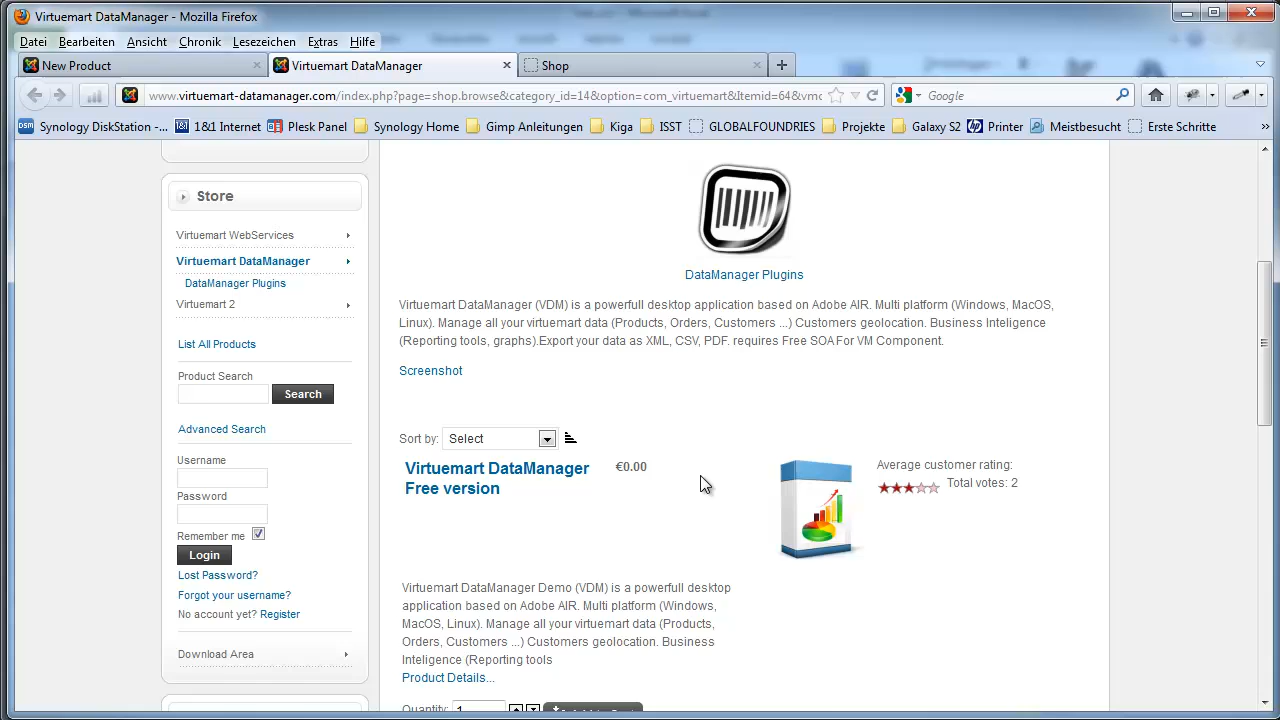 Virtuemart DataManager - Mozilla Firefox
Datei Bearbeiten Ansicht Chronik Lesezeichen Extras Hilfe
New Product Virtuemart DataManager Shop
www.virtuemart-datamanager.com/index.php?page=shop.browse&category_id=14&option=com_virtuemart&Itemid=64&vmc Google
Synology DiskStation -... 1&1 Internet Plesk Panel Synology Home Gimp Anleitungen Kiga ISST GLOBALFOUNDRIES Projekte Galaxy S2 Printer Meistbesucht Erste Schritte
Store
Virtuemart WebServices
Virtuemart DataManager
DataManager Plugins
Virtuemart 2
List All Products
Product Search
Search
Advanced Search
Username
Password
Remember me
Login
Lost Password?
Forgot your username?
No account yet? Register
Download Area
DataManager Plugins
Virtuemart DataManager (VDM) is a powerfull desktop application based on Adobe AIR. Multi platform (Windows, MacOS,
Linux). Manage all your virtuemart data (Products, Orders, Customers ...) Customers geolocation. Business Inteligence
(Reporting tools, graphs).Export your data as XML, CSV, PDF. requires Free SOA For VM Component.
Screenshot
Sort by: Select
Virtuemart DataManager
Free version
€0.00
Average customer rating:
Total votes: 2
Virtuemart DataManager Demo (VDM) is a powerfull desktop
application based on Adobe AIR. Multi platform (Windows,
MacOS, Linux). Manage all your virtuemart data (Products,
Orders, Customers ...) Customers geolocation. Business
Inteligence (Reporting tools
Product Details...
Quantity: 1